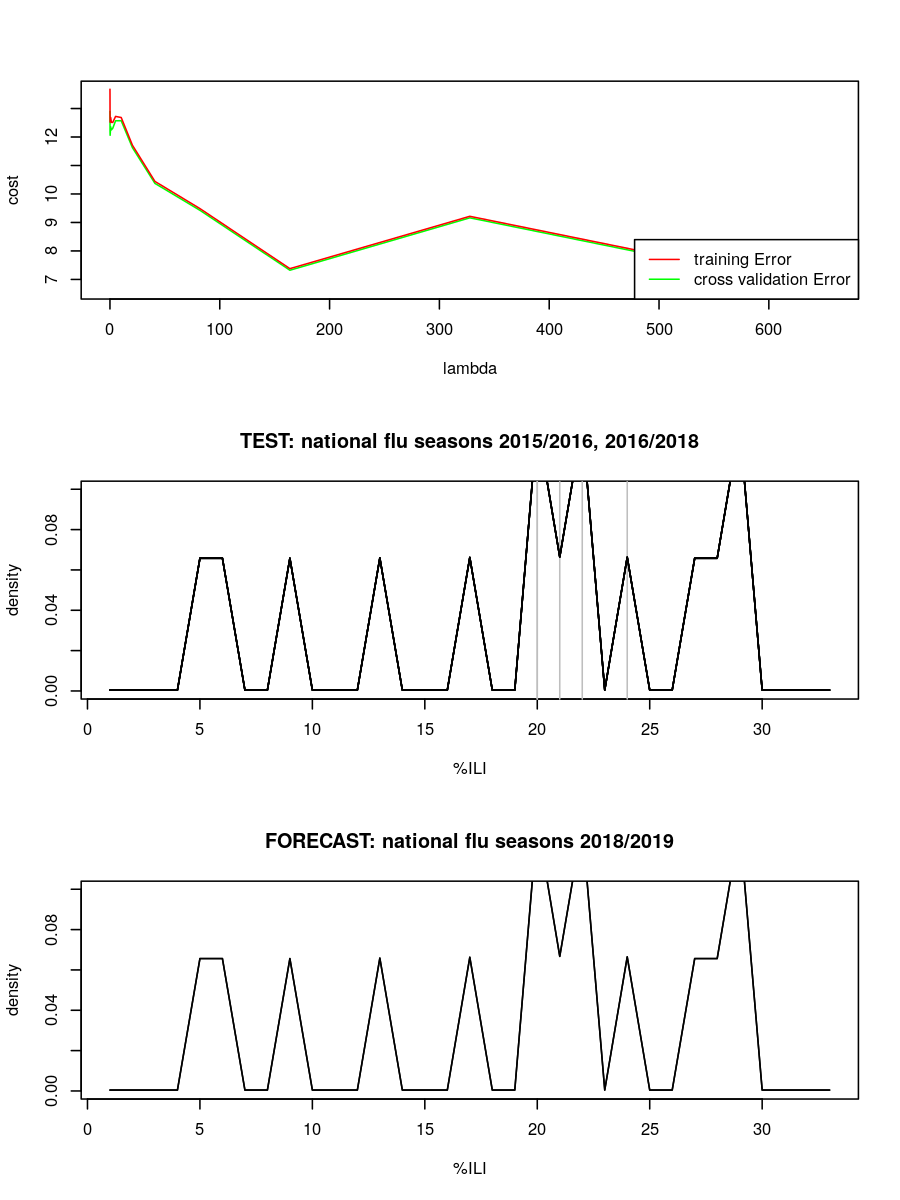 12
10
9
8
7
cost
training Error
cross validation Error
0 100 200 300 400 500 600
lambda
TEST: national flu seasons 2015/2016, 2016/2018
0.08
0.04
0.00
density
0 5 10 15 20 25 30
%ILI
FORECAST: national flu seasons 2018/2019
0.08
0.04
0.00
density
0 5 10 15 20 25 30
%ILI